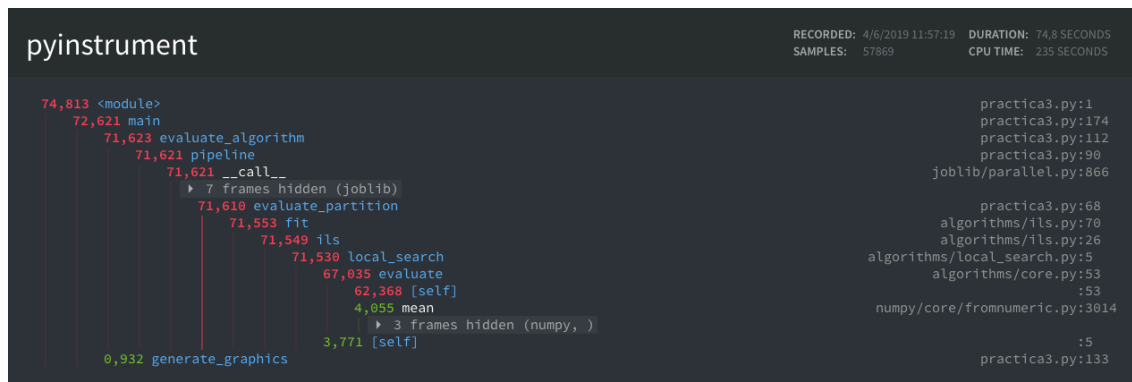 pyinstrument
RECORDED: 4/6/2019 11:57:19 DURATION: 74,8 SECONDS
SAMPLES: 57869 CPU TIME: 235 SECONDS
74,813 <module> practica3.py:1
72,621 main practica3.py:174
71,623 evaluate_algorithm practica3.py:112
71,621 pipeline practica3.py:90
71,621 __call__ joblib/parallel.py:866
▸ 7 frames hidden (joblib)
71,610 evaluate_partition practica3.py:68
71,553 fit algorithms/ils.py:70
71,549 ils algorithms/ils.py:26
71,530 local_search algorithms/local_search.py:5
67,035 evaluate algorithms/core.py:53
62,368 [self] :53
4,055 mean numpy/core/fromnumeric.py:3014
▸ 3 frames hidden (numpy, )
3,771 [self] :5
0,932 generate_graphics practica3.py:133